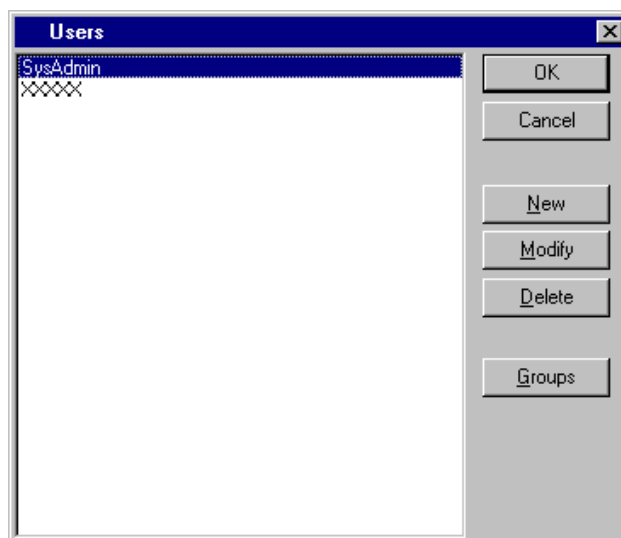 Users
SysAdmin
XXXXX
OK
Cancel
New
Modify
Delete
Groups